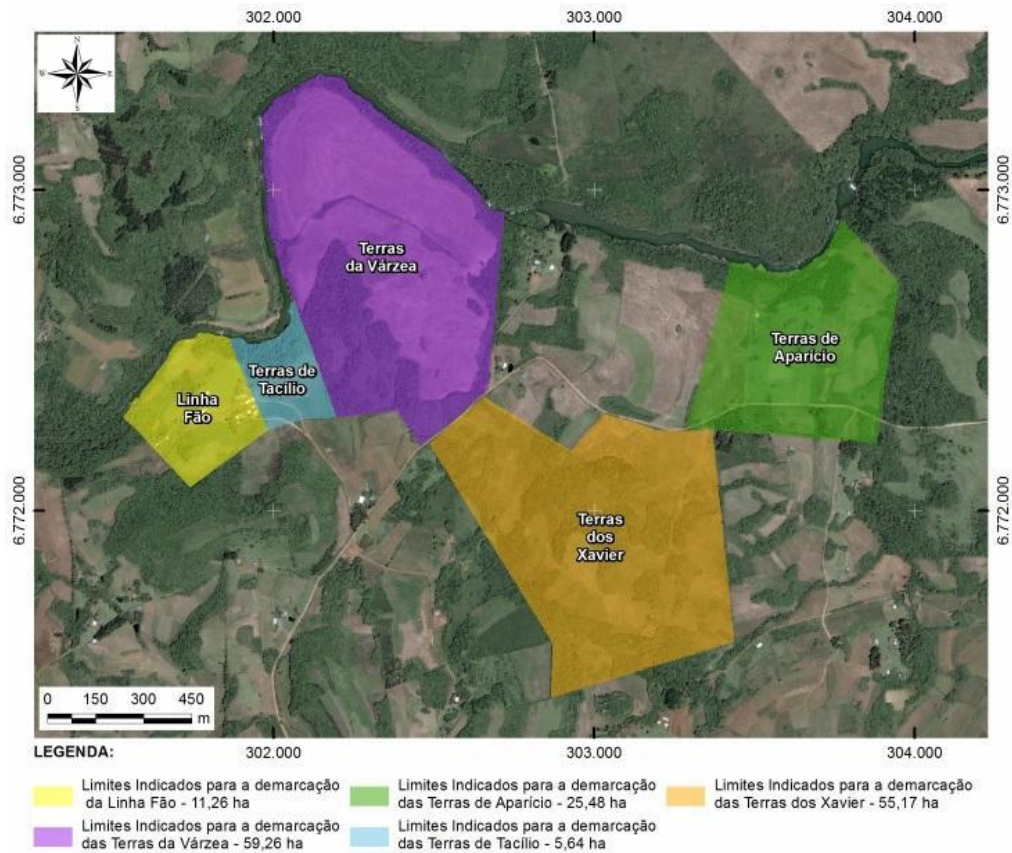 302.000 303.000 304.000
N
W E
S
6.773.000 6.773.000
Terras
da Várzea
Terras de
Aparício
Terras de
Tacílio
Linha
Fão
6.772.000 6.772.000
Terras
dos
Xavier
0 150 300 450
m
302.000 303.000 304.000
LEGENDA:
Limites Indicados para a demarcação
da Linha Fão - 11,26 ha
Limites Indicados para a demarcação
das Terras de Aparício - 25,48 ha
Limites Indicados para a demarcação
das Terras dos Xavier - 55,17 ha
Limites Indicados para a demarcação
das Terras da Várzea - 59,26 ha
Limites Indicados para a demarcação
das Terras de Tacílio - 5,64 ha